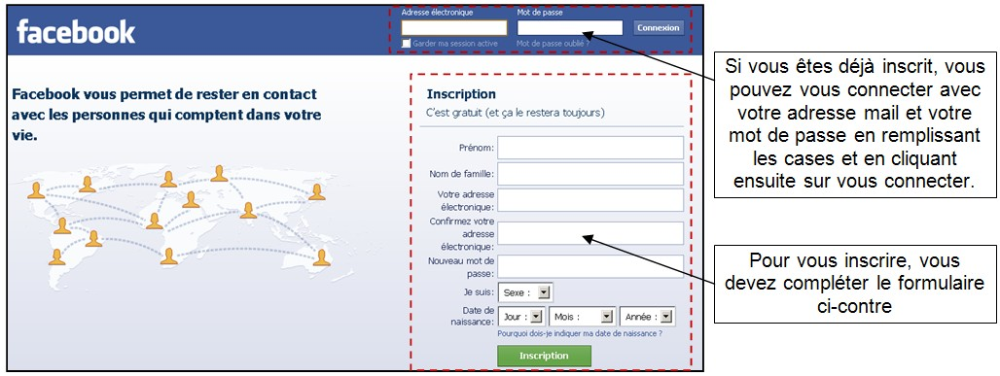 facebook
Adresse électronique
Mot de passe
Connexion
Garder ma session active
Mot de passe oublié ?
Facebook vous permet de rester en contact
avec les personnes qui comptent dans votre
vie.
Inscription
C'est gratuit (et ça le restera toujours)
Prénom:
Nom de famille:
Votre adresse
électronique:
Confirmez votre
adresse
électronique:
Nouveau mot de
passe:
Je suis:
Sexe :
Date de
naissance:
Jour :
Mois :
Année :
Pourquoi dois-je indiquer ma date de naissance ?
Inscription
Si vous êtes déjà inscrit, vous
pouvez vous connecter avec
votre adresse mail et votre
mot de passe en remplissant
les cases et en cliquant
ensuite sur vous connecter.
Pour vous inscrire, vous
devez compléter le formulaire
ci-contre